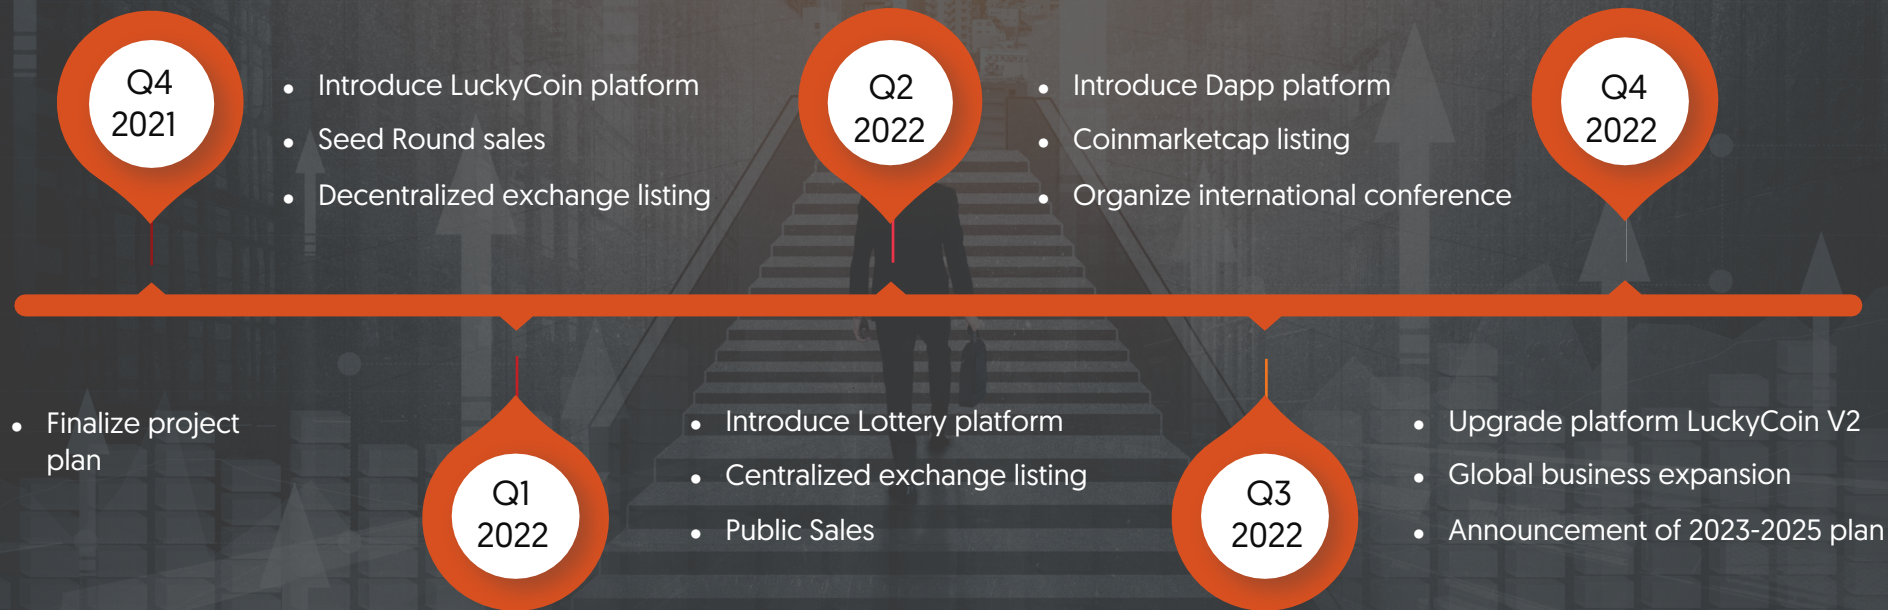 Q4
2021
Introduce LuckyCoin platform
Seed Round sales
Decentralized exchange listing
Q2
2022
Introduce Dapp platform
Coinmarketcap listing
Organize international conference
Q4
2022
Finalize project
plan
Q1
2022
Introduce Lottery platform
Centralized exchange listing
Public Sales
Q3
2022
Upgrade platform LuckyCoin V2
Global business expansion
Announcement of 2023-2025 plan